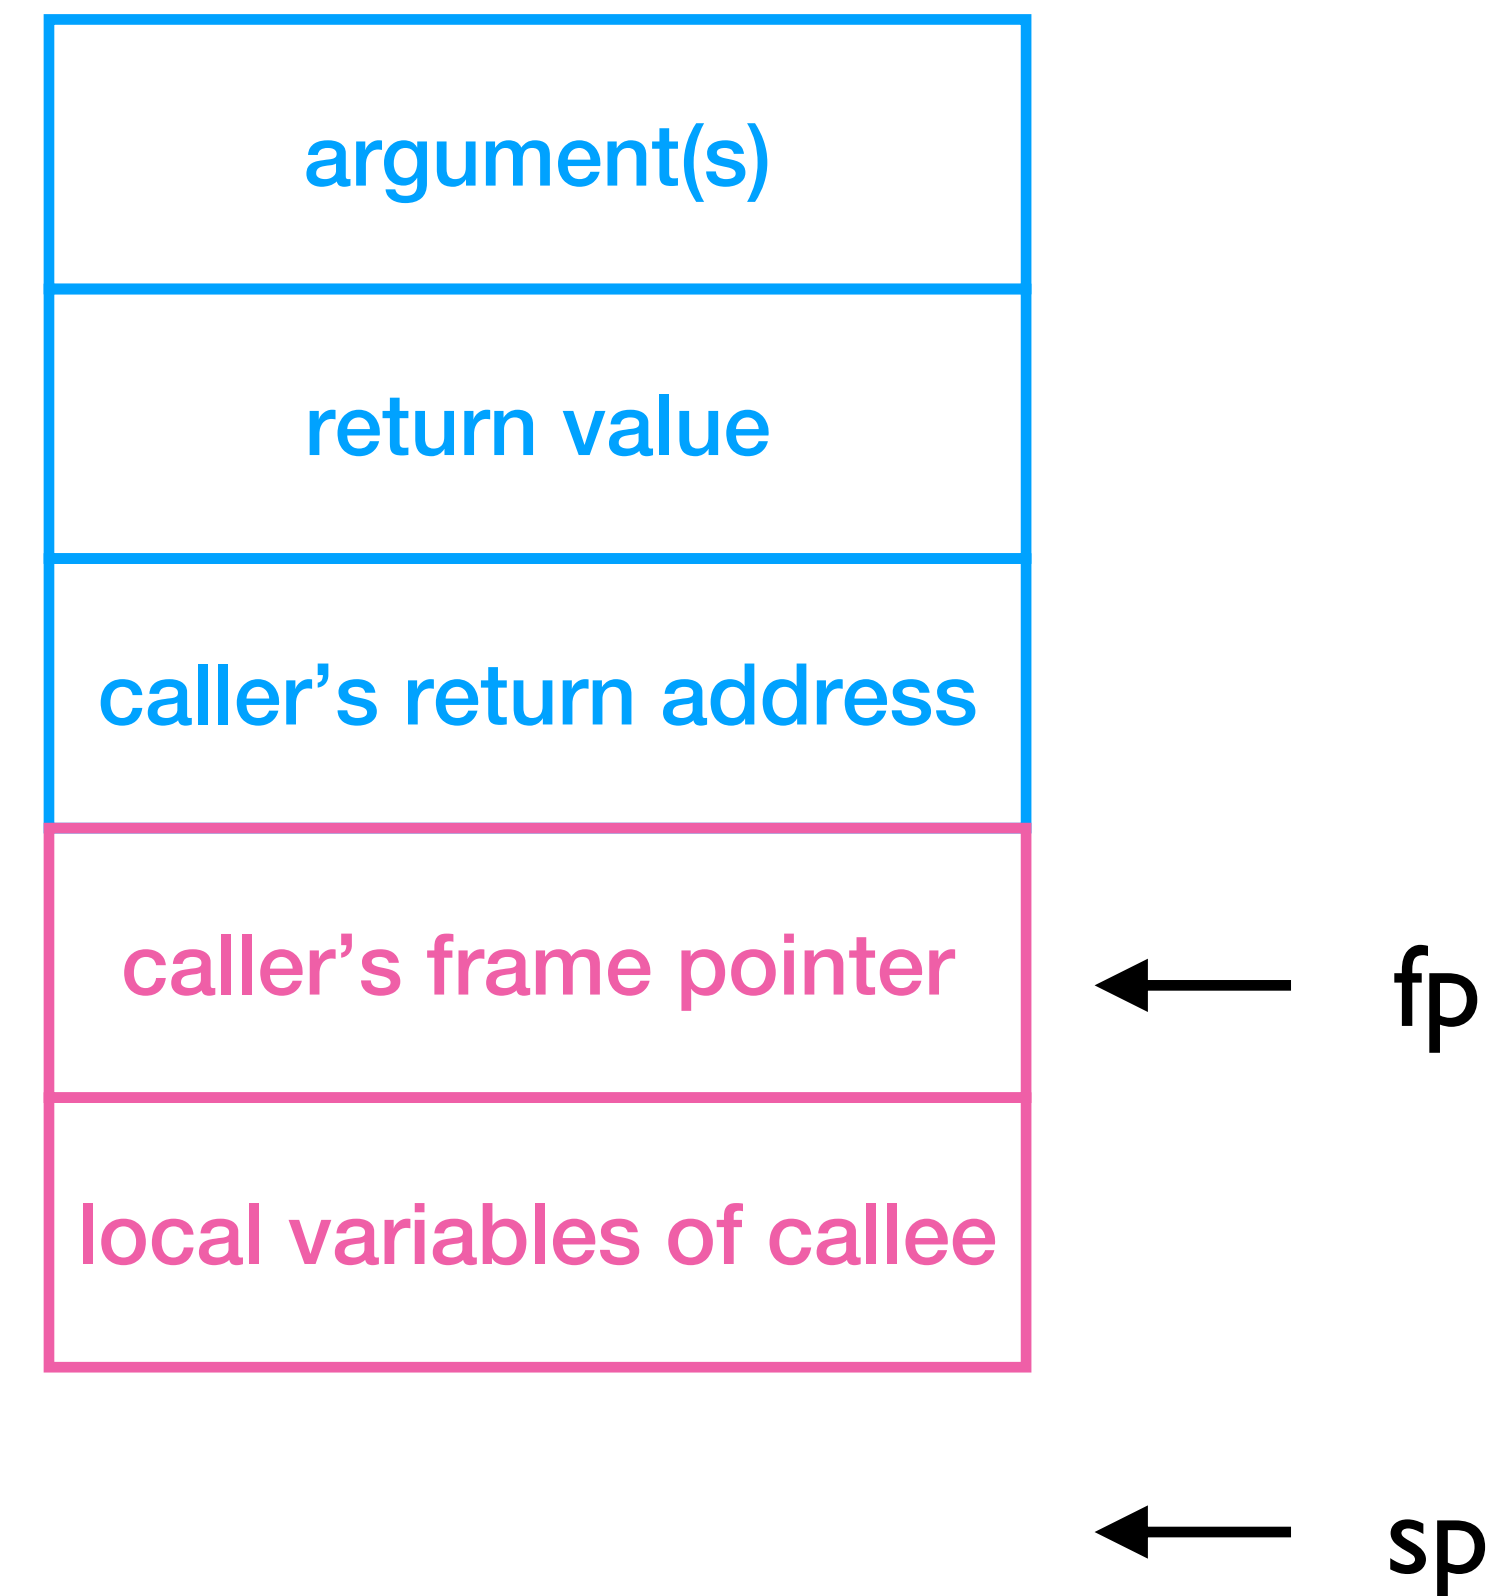 argument(s)
return value
caller’s return address
caller’s frame pointer
fp
local variables of callee
sp